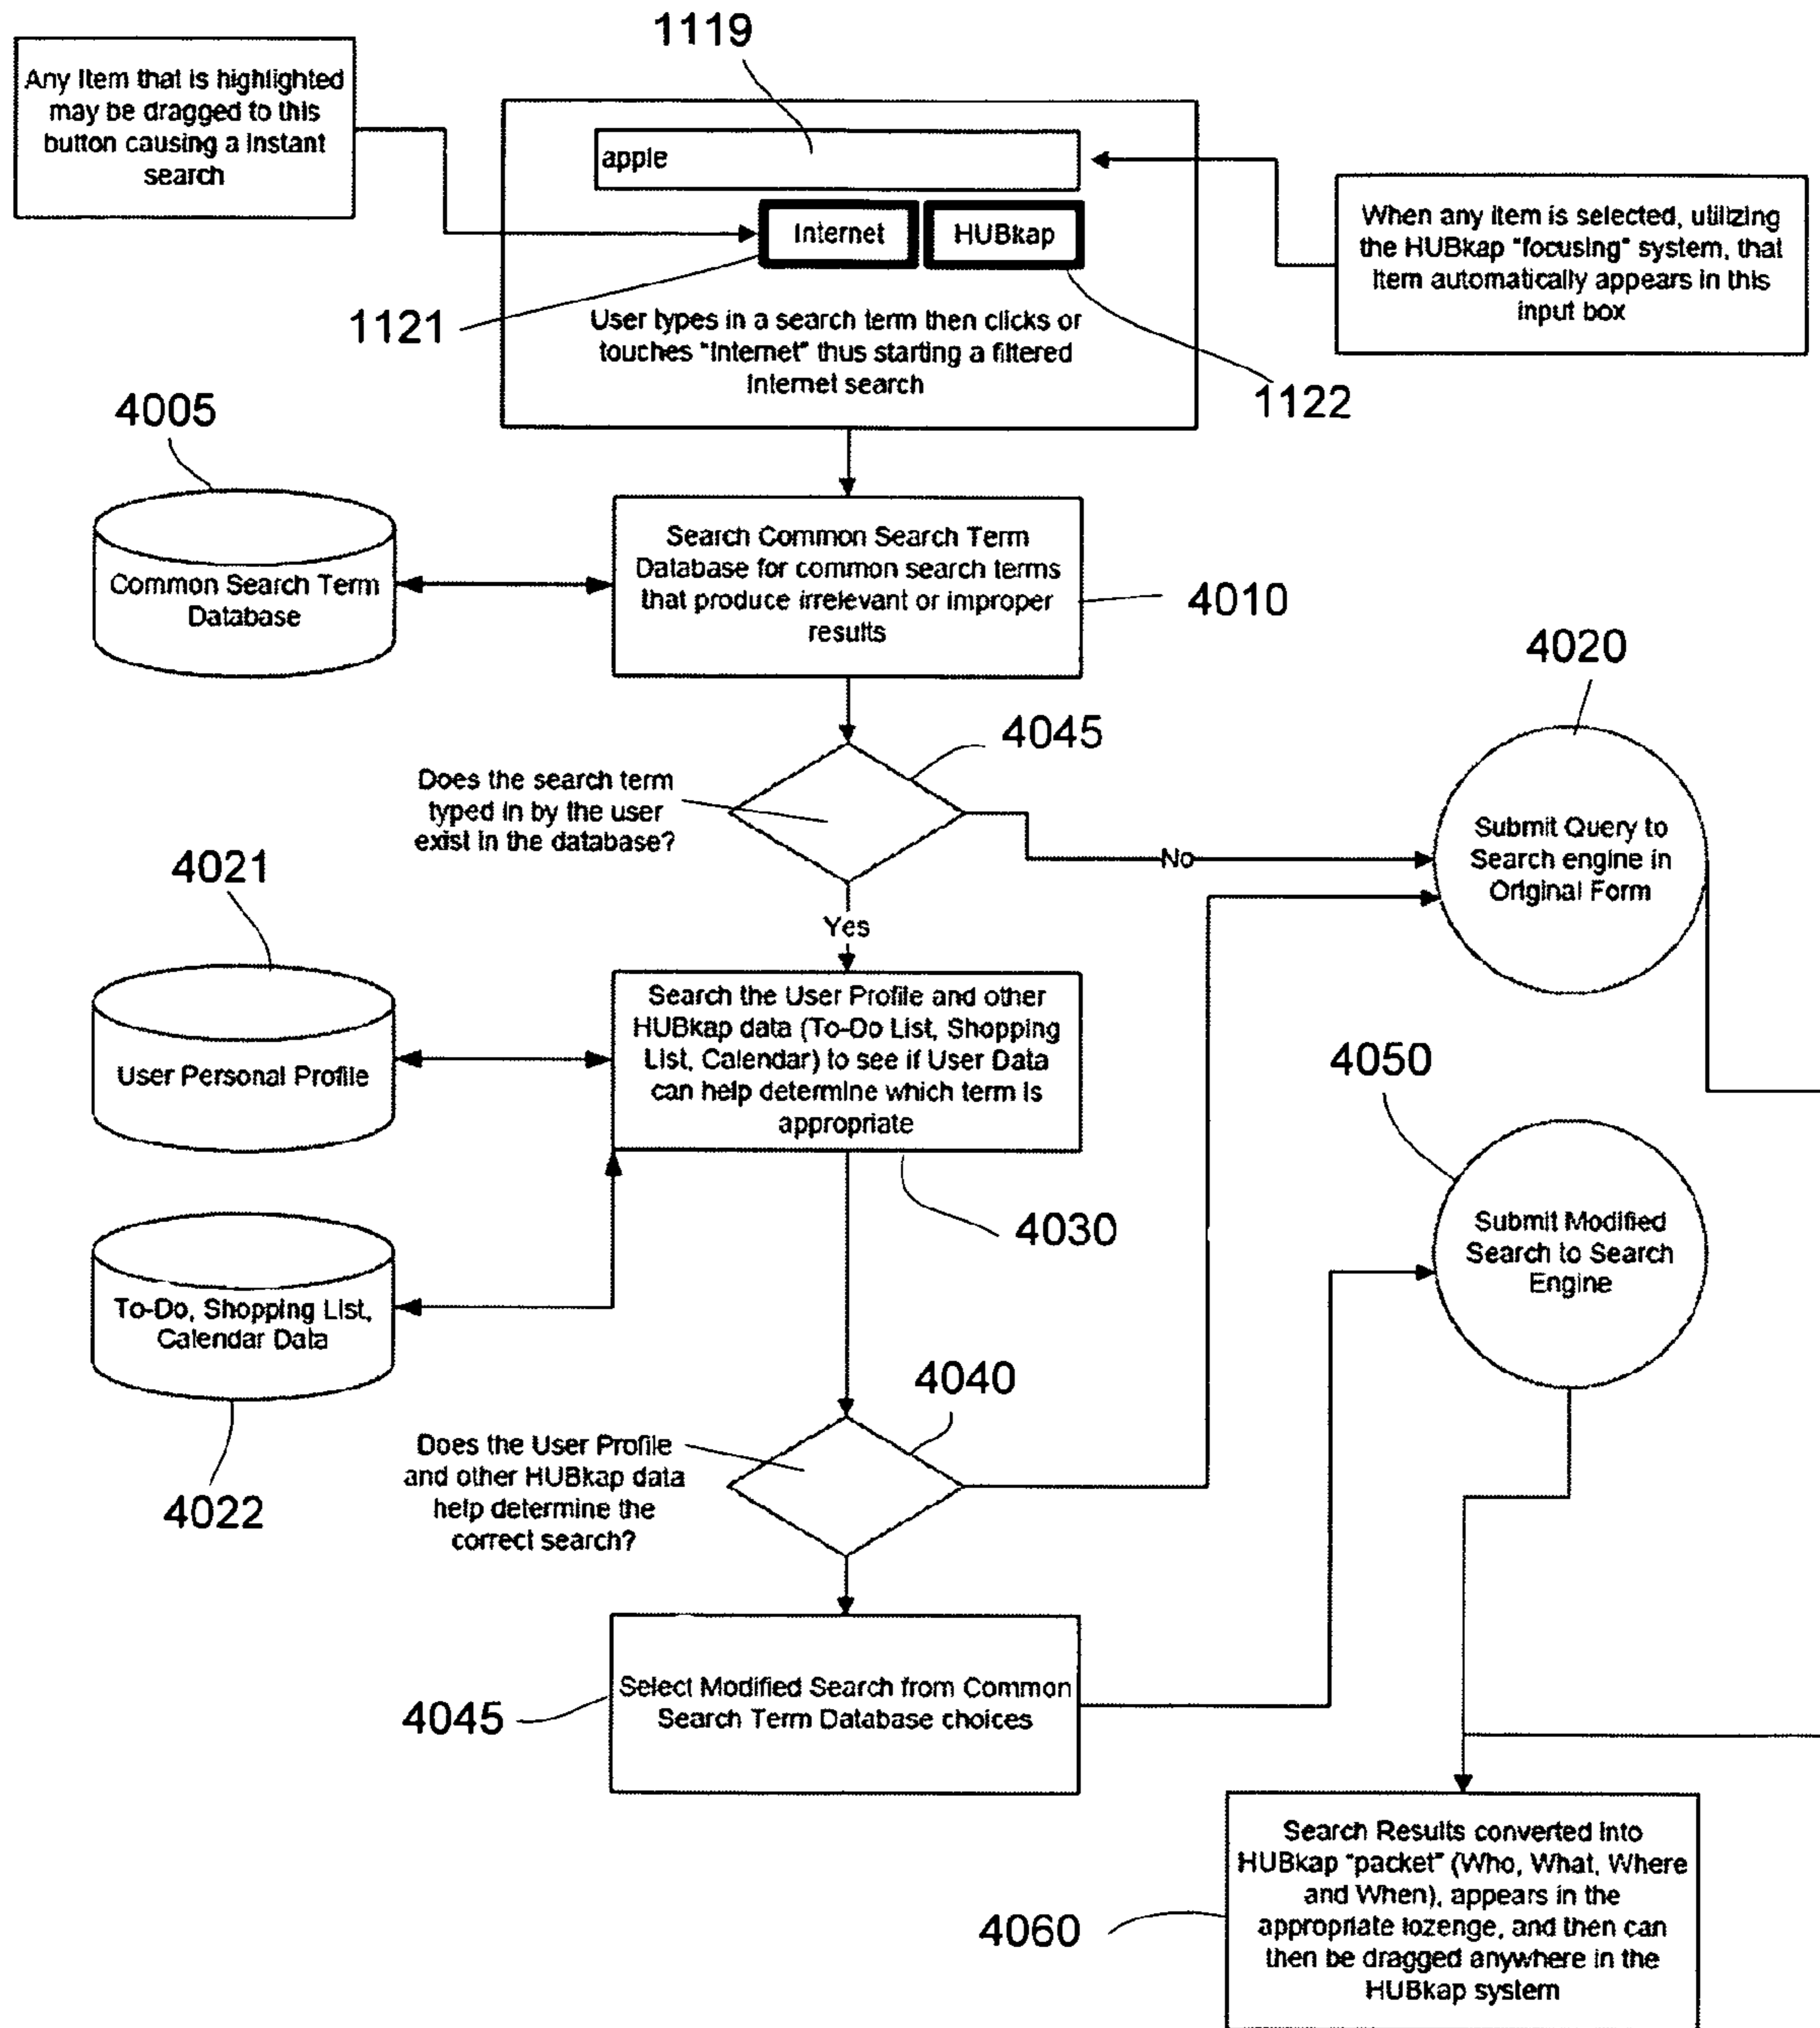 1119
Any Item that is highlighted
may be dragged to this
button causing a Instant
search
apple
Internet
HUBkap
When any item is selected, utilizing
the HUBkap "focusing" system, that
Item automatically appears in this
input box
1121
User types in a search term then clicks or
touches "Internet" thus starting a filtered
Internet search
1122
4005
Common Search Term
Database
Search Common Search Term
Database for common search terms
that produce irrelevant or improper
results
4010
4020
4045
Does the search term
typed in by the user
exist in the database?
No
Submit Query to
Search engine in
Original Form
Yes
4021
User Personal Profile
Search the User Profile and other
HUBkap data (To-Do List, Shopping
List, Calendar) to see if User Data
can help determine which term is
appropriate
4050
4030
Submit Modified
Search to Search
Engine
To-Do, Shopping List,
Calendar Data
4022
4040
Does the User Profile
and other HUBkap data
help determine the
correct search?
4045
Select Modified Search from Common
Search Term Database choices
4060
Search Results converted into
HUBkap "packet" (Who, What, Where
and When), appears in the
appropriate lozenge, and then can
then be dragged anywhere in the
HUBkap system